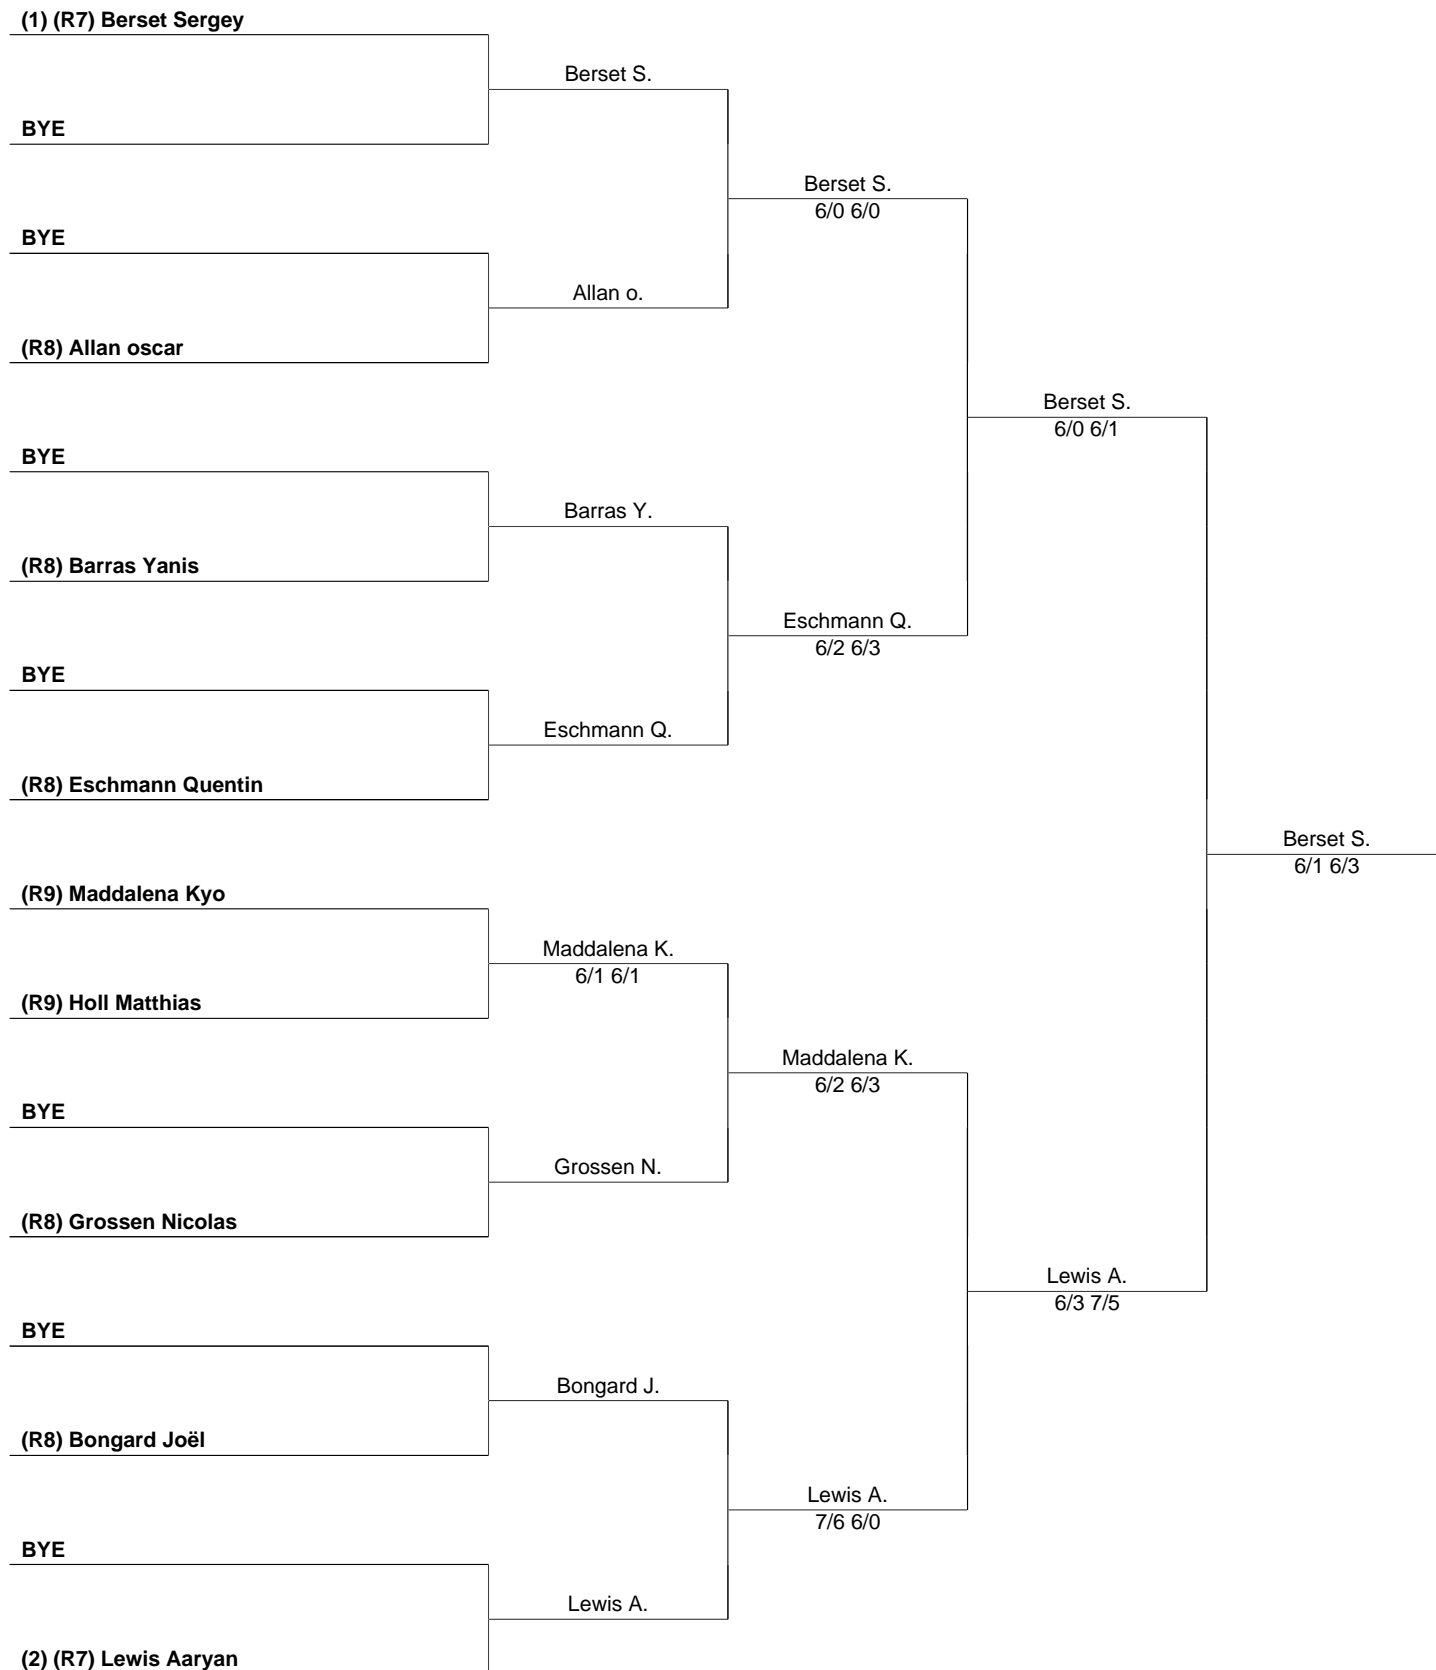 (1) (R7) Berset Sergey
Berset S.
BYE
Berset S.
6/0 6/0
BYE
Allan o.
(R8) Allan oscar
Berset S.
6/0 6/1
BYE
Barras Y.
(R8) Barras Yanis
Eschmann Q.
6/2 6/3
BYE
Eschmann Q.
(R8) Eschmann Quentin
Berset S.
6/1 6/3
(R9) Maddalena Kyo
Maddalena K.
6/1 6/1
(R9) Holl Matthias
Maddalena K.
6/2 6/3
BYE
Grossen N.
(R8) Grossen Nicolas
Lewis A.
6/3 7/5
BYE
Bongard J.
(R8) Bongard Joël
Lewis A.
7/6 6/0
BYE
Lewis A.
(2) (R7) Lewis Aaryan